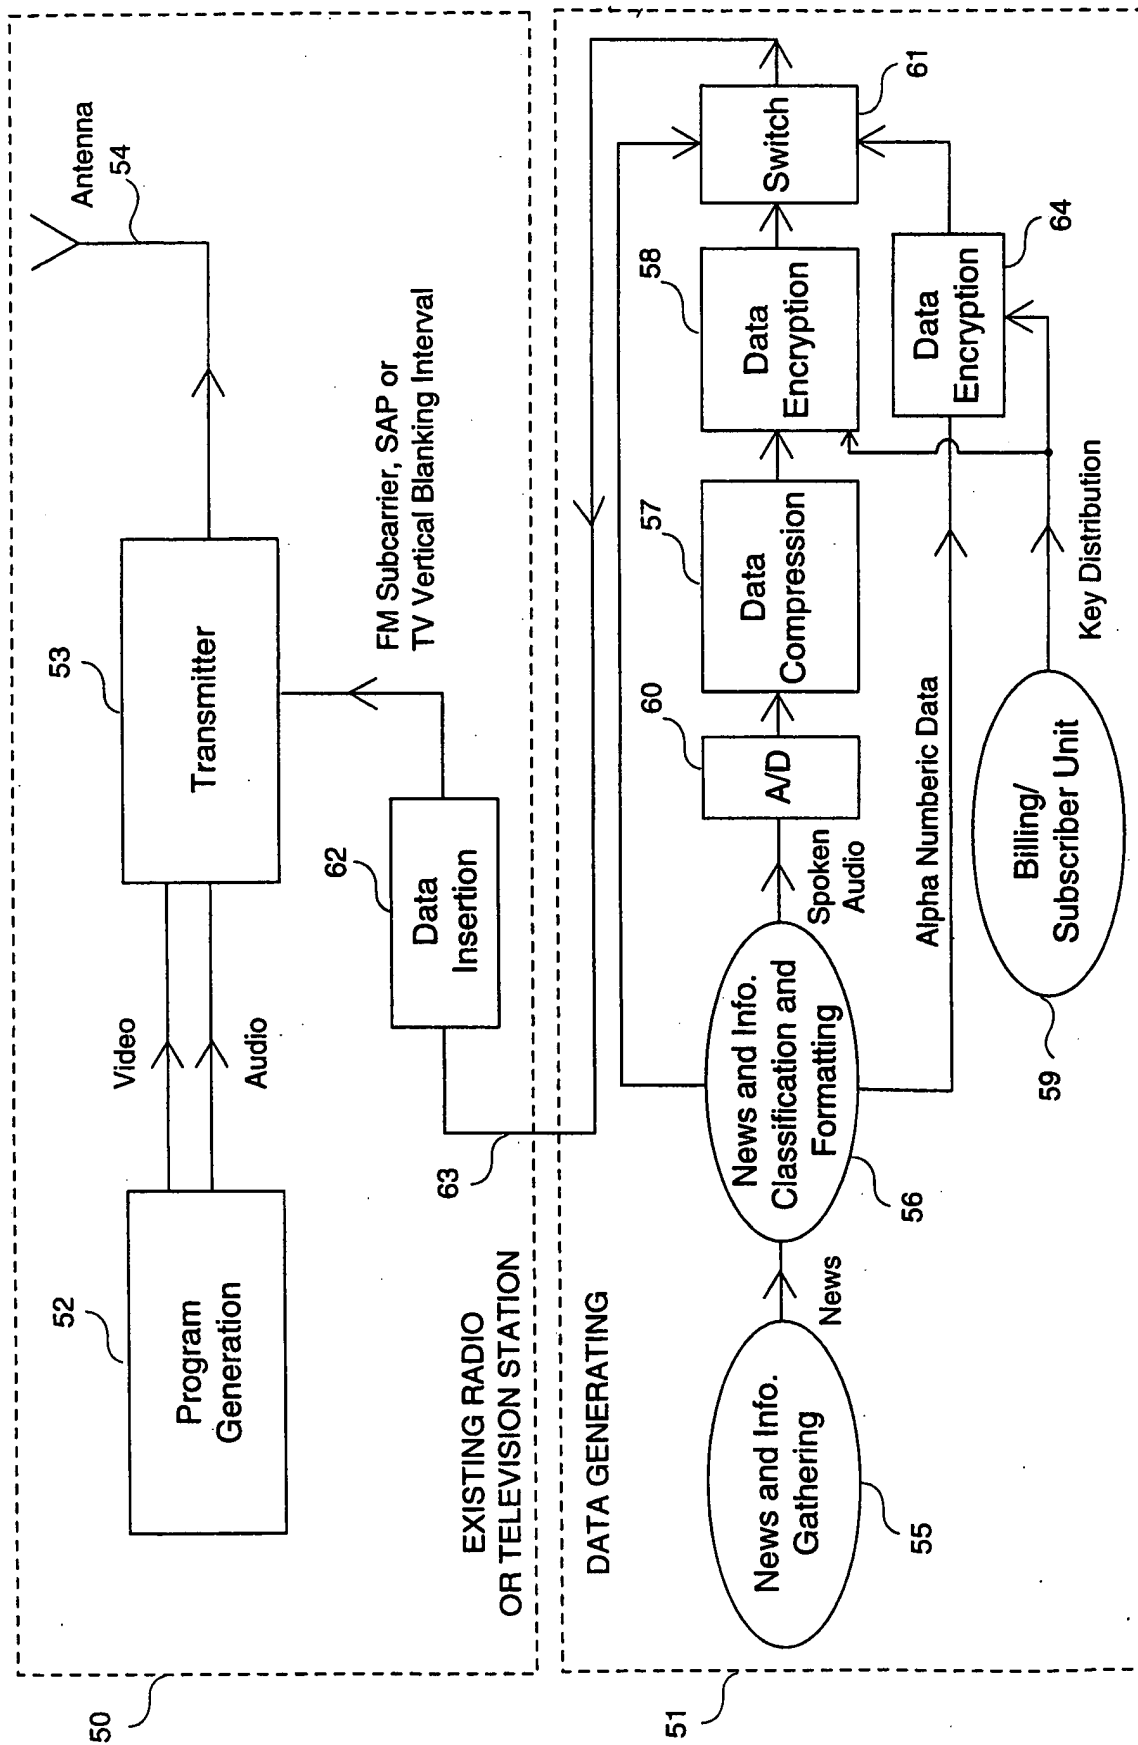 50
52
Program
Generation
Video
Audio
53
Transmitter
Antenna
54
62
Data
Insertion
FM Subcarrier, SAP or
TV Vertical Blanking Interval
63
EXISTING RADIO
OR TELEVISION STATION
51
DATA GENERATING
News and Info.
Gathering
55
News
News and Info.
Classification and
Formatting
56
Spoken
Audio
60
A/D
57
Data
Compression
58
Data
Encryption
Switch
61
Alpha Numberic Data
Data
Encryption
64
Billing/
Subscriber Unit
59
Key Distribution